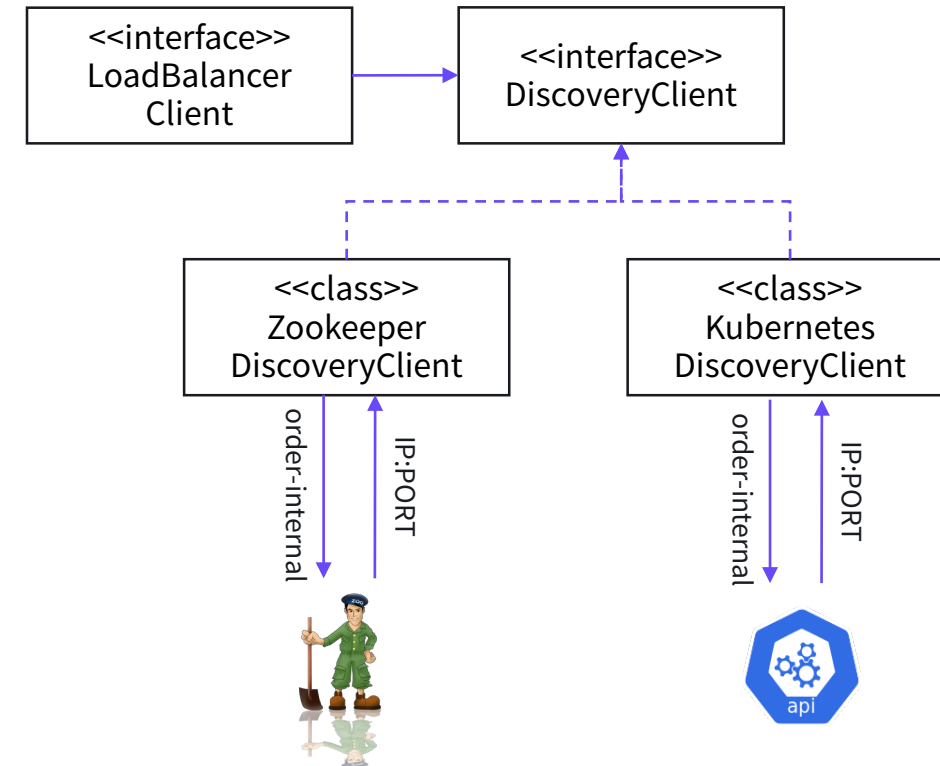 <<interface>>
LoadBalancer
Client
<<interface>>
DiscoveryClient
<<class>>
Zookeeper
DiscoveryClient
<<class>>
Kubernetes
DiscoveryClient
order-internal
IP:PORT
order-internal
IP:PORT
ZOO
api